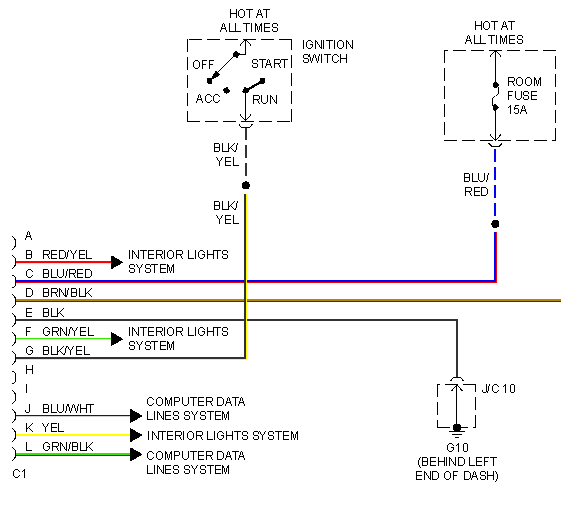 HOT AT
ALL TIMES
IGNITION
SWITCH
OFF
START
ACC
RUN
BLK/
YEL
BLK/
YEL
HOT AT
ALL TIMES
ROOM
FUSE
15A
BLU/
RED
A
B RED/YEL
INTERIOR LIGHTS
SYSTEM
C BLU/RED
D BRN/BLK
E BLK
F GRN/YEL
INTERIOR LIGHTS
SYSTEM
G BLK/YEL
H
I
J BLU/WHT
COMPUTER DATA
LINES SYSTEM
K YEL
INTERIOR LIGHTS SYSTEM
L GRN/BLK
COMPUTER DATA
LINES SYSTEM
C1
J/C 10
G10
(BEHIND LEFT
END OF DASH)